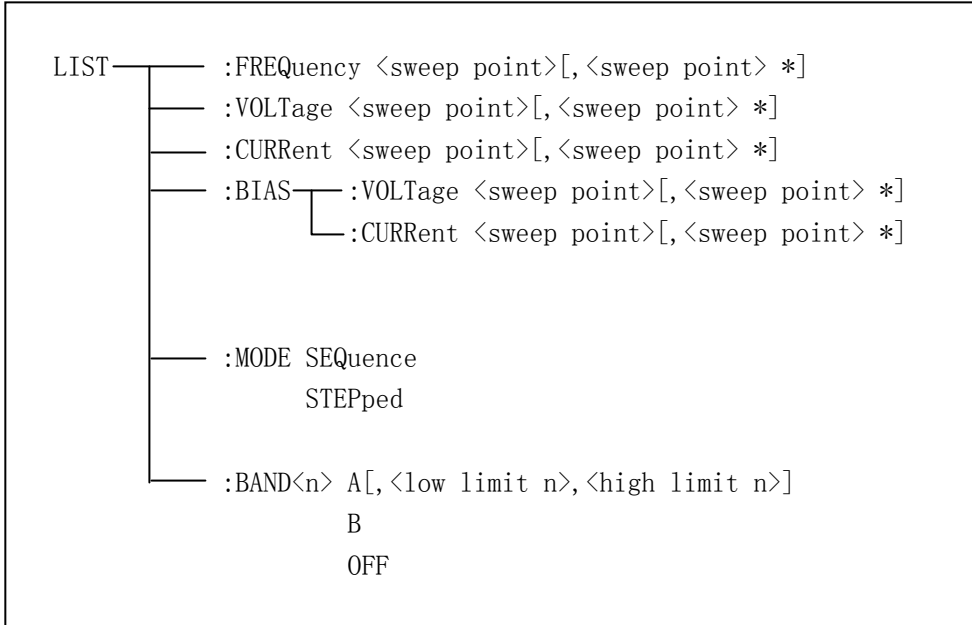 LIST :FREQuency <sweep point>[,<sweep point> *]
:VOLTage <sweep point>[,<sweep point> *]
:CURRent <sweep point>[,<sweep point> *]
:BIAS :VOLTage <sweep point>[,<sweep point> *]
:CURRent <sweep point>[,<sweep point> *]
:MODE SEQuence
STEPped
:BAND<n> A[,<low limit n>,<high limit n>]
B
OFF